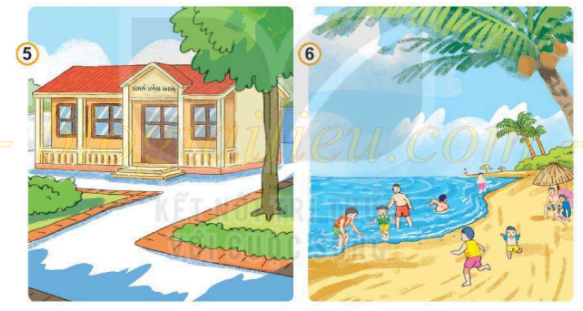 5
6
NHÀ VĂN HOÁ
KẾT NỐI TRI THỨC
VỚI CUỘC SỐNG